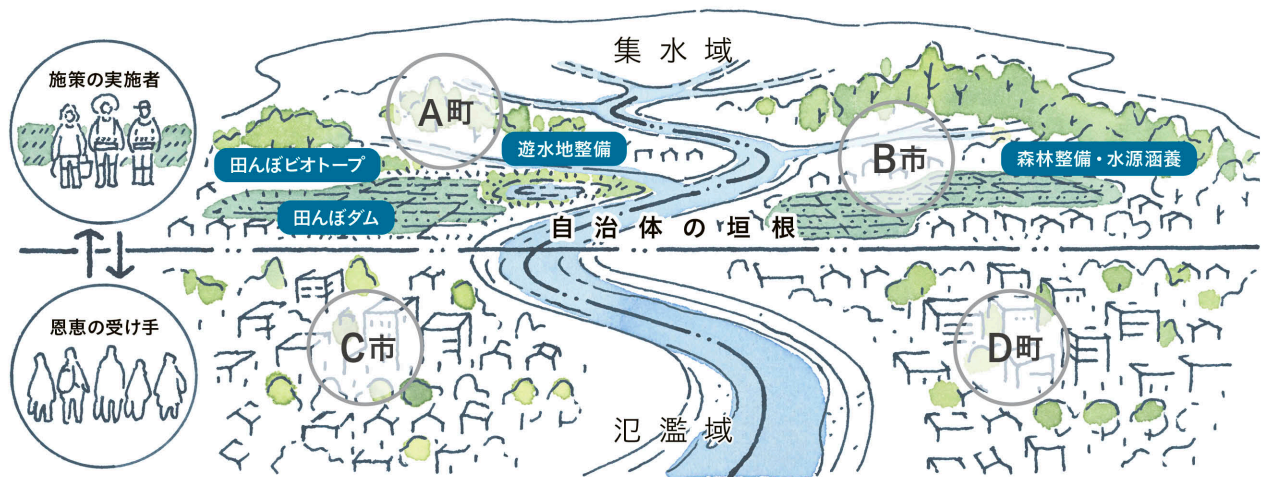 集水域
施策の実施者
A町
遊水地整備
B市
森林整備・水源涵養
田んぼビオトープ
田んぼダム
自治体の垣根
恩恵の受け手
C市
D町
氾濫域